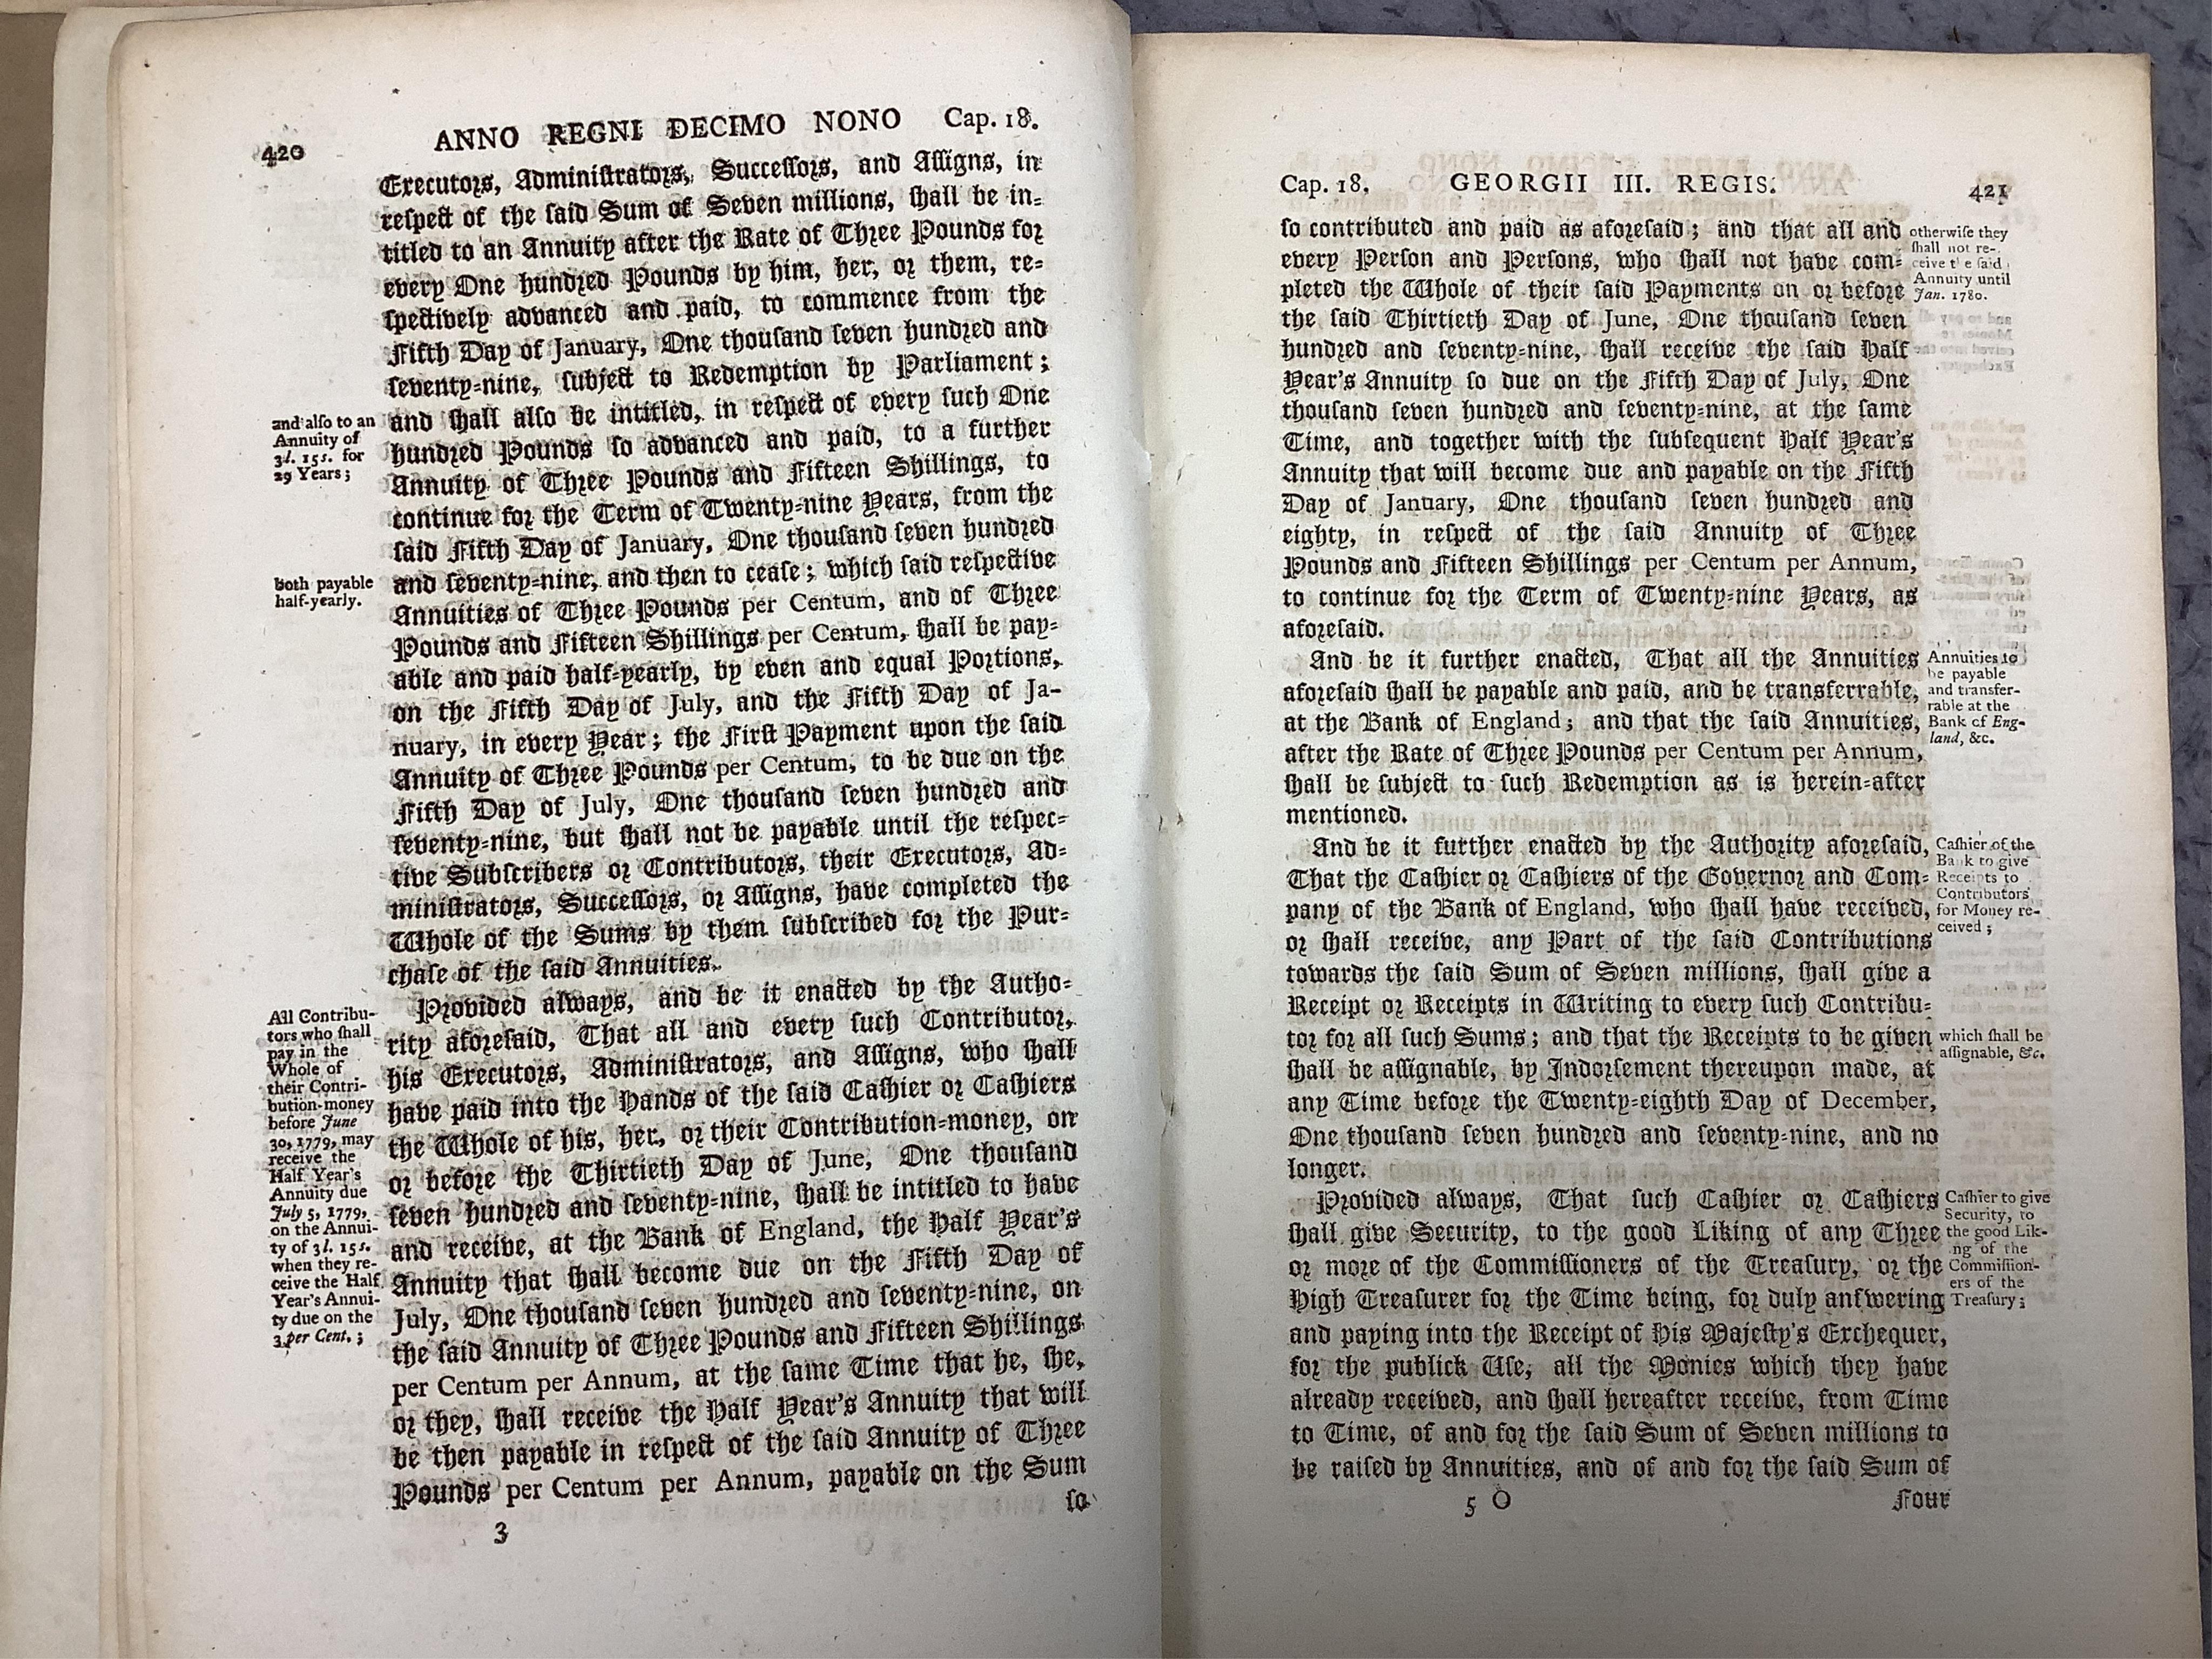 420
ANNO REGNI DECIMO NONO Cap. 18.
Executors, Adminiſtrators, Succeſſors, and Aſſigns, in
reſpect of the ſaid Sum of Seven millions, ſhall be in-
titled to an Annuity after the Rate of Three Pounds for
every One hundred Pounds by him, her, or them, re-
ſpectively advanced and paid, to commence from the
Fifth Day of January, One thouſand ſeven hundred and
ſeventy-nine, ſubject to Redemption by Parliament;
and ſhall alſo be intitled, in reſpect of every ſuch One
hundred Pounds ſo advanced and paid, to a further
Annuity of Three Pounds and Fifteen Shillings, to
continue for the Term of Twenty-nine Years, from the
ſaid Fifth Day of January, One thouſand ſeven hundred
and ſeventy-nine, and then to ceaſe; which ſaid reſpective
Annuities of Three Pounds per Centum, and of Three
Pounds and Fifteen Shillings per Centum, ſhall be pay-
able and paid half-yearly, by even and equal Portions,
on the Fifth Day of July, and the Fifth Day of Ja-
nuary, in every Year; the Firſt Payment upon the ſaid
Annuity of Three Pounds per Centum, to be due on the
Fifth Day of July, One thouſand ſeven hundred and
ſeventy-nine, but ſhall not be payable until the reſpec-
tive Subſcribers or Contributors, their Executors, Ad-
miniſtrators, Succeſſors, or Aſſigns, have completed the
Whole of the Sums by them ſubſcribed for the Pur-
chaſe of the ſaid Annuities.
Provided always, and be it enacted by the Autho-
rity aforeſaid, That all and every ſuch Contributor,
his Executors, Adminiſtrators, and Aſſigns, who ſhall
have paid into the Hands of the ſaid Caſhier or Caſhiers
the Whole of his, her, or their Contribution-money, on
or before the Thirtieth Day of June, One thouſand
ſeven hundred and ſeventy-nine, ſhall be intitled to have
and receive, at the Bank of England, the Half Year's
Annuity that ſhall become due on the Fifth Day of
July, One thouſand ſeven hundred and ſeventy-nine, on
the ſaid Annuity of Three Pounds and Fifteen Shillings
per Centum per Annum, at the ſame Time that he, ſhe,
or they, ſhall receive the Half Year's Annuity that will
be then payable in reſpect of the ſaid Annuity of Three
Pounds per Centum per Annum, payable on the Sum
ſo
3
and alſo to an
Annuity of
3l. 15s. for
29 Years;
both payable
half-yearly.
All Contribu-
tors who ſhall
pay in the
Whole of
their Contri-
bution-money
before June
30, 1779, may
receive the
Half Year's
Annuity due
July 5, 1779,
on the Annui-
ty of 3l. 15s.
when they re-
ceive the Half
Year's Annui-
ty due on the
3 per Cent.;
Cap. 18. GEORGII III. REGIS. 421
ſo contributed and paid as aforeſaid; and that all and
every Perſon and Perſons, who ſhall not have com-
pleted the Whole of their ſaid Payments on or before
the ſaid Thirtieth Day of June, One thouſand ſeven
hundred and ſeventy-nine, ſhall receive the ſaid Half
Year's Annuity ſo due on the Fifth Day of July, One
thouſand ſeven hundred and ſeventy-nine, at the ſame
Time, and together with the ſubſequent Half Year's
Annuity that will become due and payable on the Fifth
Day of January, One thouſand ſeven hundred and
eighty, in reſpect of the ſaid Annuity of Three
Pounds and Fifteen Shillings per Centum per Annum,
to continue for the Term of Twenty-nine Years, as
aforeſaid.
And be it further enacted, That all the Annuities
aforeſaid ſhall be payable and paid, and be transferrable,
at the Bank of England; and that the ſaid Annuities,
after the Rate of Three Pounds per Centum per Annum,
ſhall be ſubject to ſuch Redemption as is herein-after
mentioned.
And be it further enacted by the Authority aforeſaid,
That the Caſhier or Caſhiers of the Governor and Com-
pany of the Bank of England, who ſhall have received,
or ſhall receive, any Part of the ſaid Contributions
towards the ſaid Sum of Seven millions, ſhall give a
Receipt or Receipts in Writing to every ſuch Contribu-
tor for all ſuch Sums; and that the Receipts to be given
ſhall be aſſignable, by Indorſement thereupon made, at
any Time before the Twenty-eighth Day of December,
One thouſand ſeven hundred and ſeventy-nine, and no
longer.
Provided always, That ſuch Caſhier or Caſhiers
ſhall give Security, to the good Liking of any Three
or more of the Commiſſioners of the Treaſury, or the
High Treaſurer for the Time being, for duly anſwering
and paying into the Receipt of His Majeſty's Exchequer,
for the publick Uſe, all the Monies which they have
already received, and ſhall hereafter receive, from Time
to Time, of and for the ſaid Sum of Seven millions to
be raiſed by Annuities, and of and for the ſaid Sum of
5 O Four
otherwiſe they
ſhall not re-
ceive the ſaid
Annuity until
Jan. 1780.
Annuities to
be payable
and transfer-
rable at the
Bank of Eng-
land, &c.
Caſhier of the
Bank to give
Receipts to
Contributors
for Money re-
ceived;
which ſhall be
aſſignable, &c.
Caſhier to give
Security, to
the good Lik-
ng of the
Commiſſion-
ers of the
Treaſury;